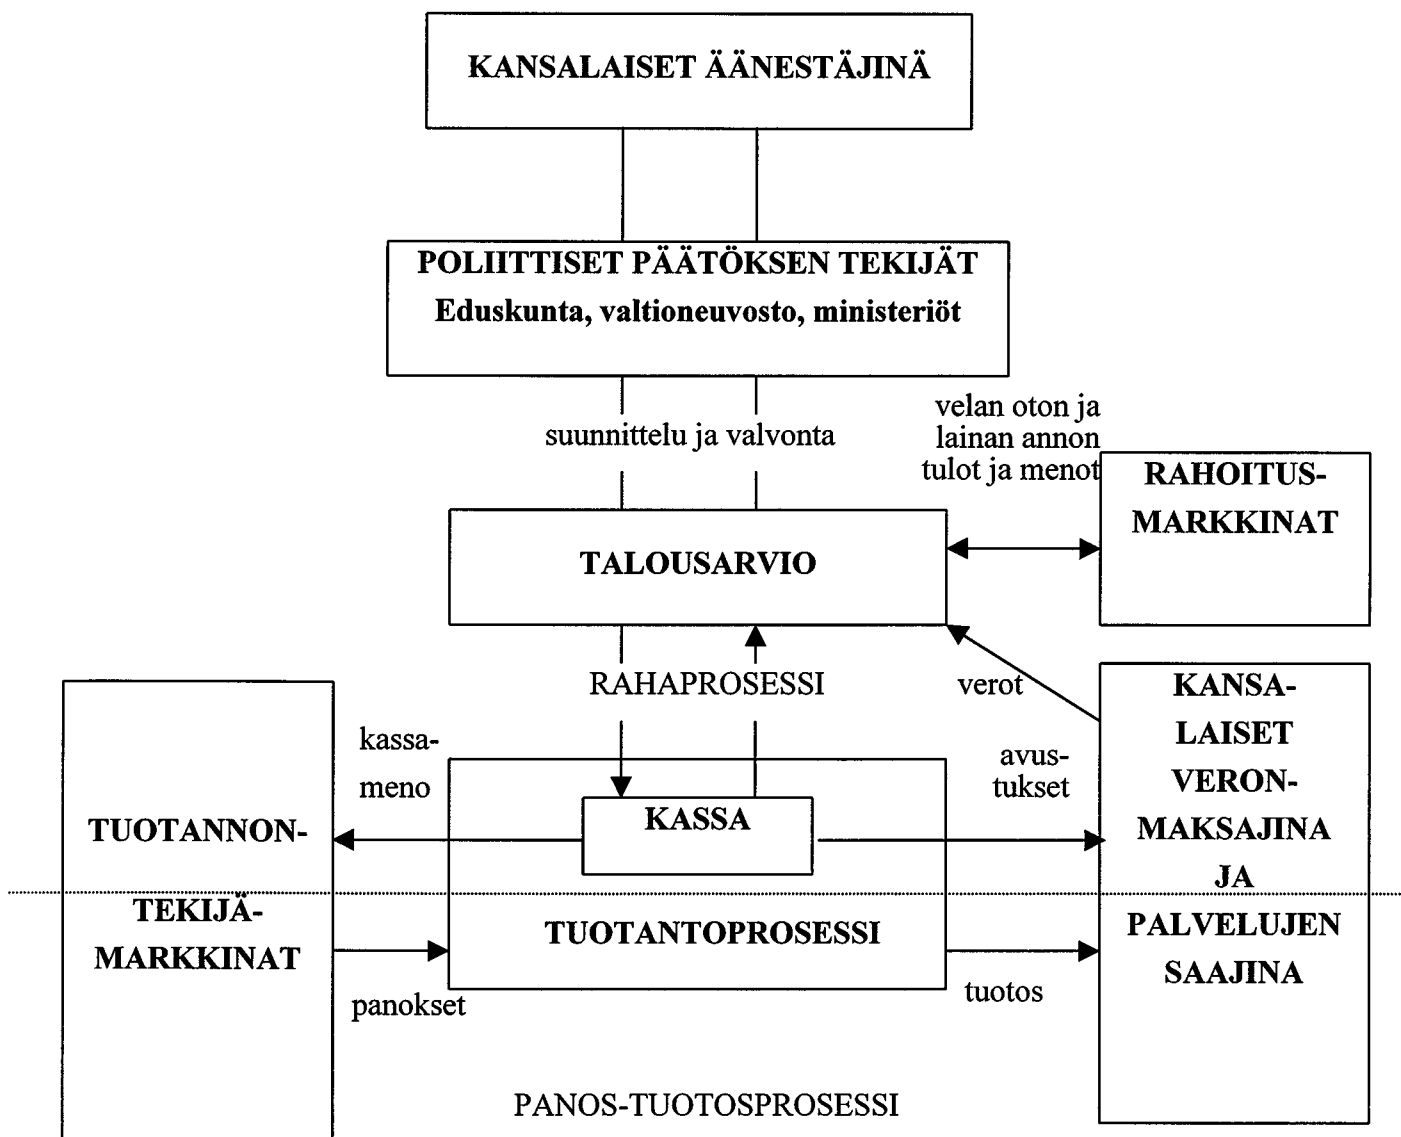 KANSALAISET ÄÄNESTÄJINÄ
POLIITTISET PÄÄTÖKSEN TEKIJÄT
Eduskunta, valtioneuvosto, ministeriöt
suunnittelu ja valvonta
velan oton ja
lainan annon
tulot ja menot
RAHOITUS-
MARKKINAT
TALOUSARVIO
RAHAPROSESSI
verot
kassa-
meno
avus-
tukset
KASSA
TUOTANNON-
TEKIJÄ-
MARKKINAT
TUOTANTOPROSESSI
KANSA-
LAISET
VERON-
MAKSAJINA
JA
PALVELUJEN
SAAJINA
panokset
tuotos
PANOS-TUOTOSPROSESSI